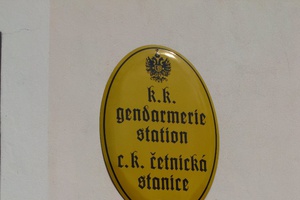 k.k.
gendarmerie
station
c.k. četnická
stanice